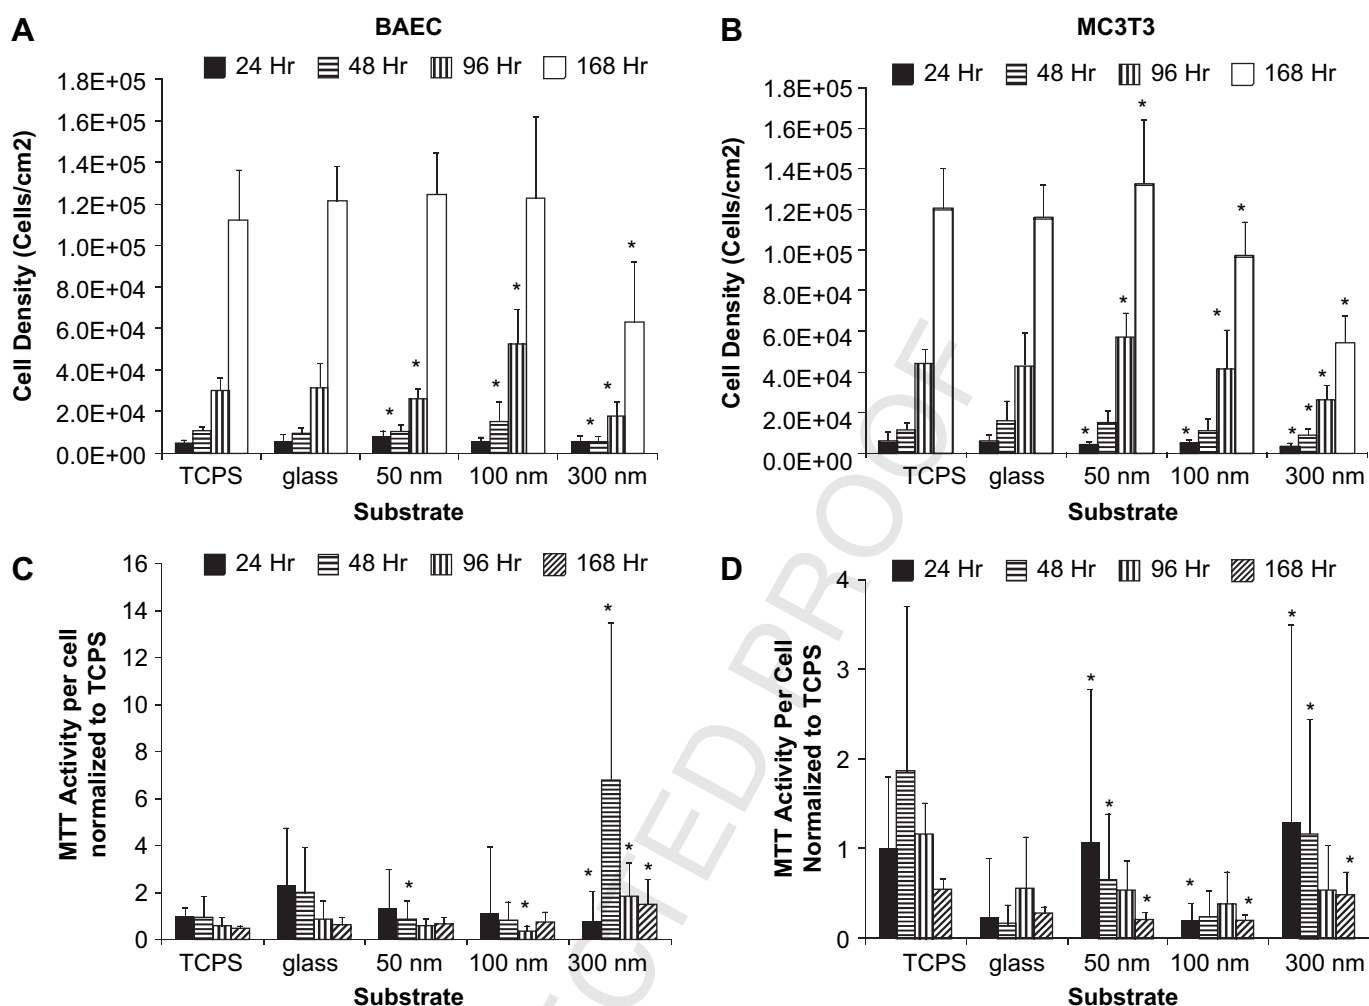 A
BAEC
24 Hr 48 Hr 96 Hr 168 Hr
Cell Density (Cells/cm2)
1.8E+05
1.6E+05
1.4E+05
1.2E+05
1.0E+05
8.0E+04
6.0E+04
4.0E+04
2.0E+04
0.0E+00
* * * * * * * *
TCPS glass 50 nm 100 nm 300 nm
Substrate
B
MC3T3
24 Hr 48 Hr 96 Hr 168 Hr
Cell Density (Cells/cm2)
1.8E+05
1.6E+05
1.4E+05
1.2E+05
1.0E+05
8.0E+04
6.0E+04
4.0E+04
2.0E+04
0.0E+00
* * * * * * * * * *
TCPS glass 50 nm 100 nm 300 nm
Substrate
C
24 Hr 48 Hr 96 Hr 168 Hr
MTT Activity per cell
normalized to TCPS
16
14
12
10
8
6
4
2
0
* * * * * *
TCPS glass 50 nm 100 nm 300 nm
Substrate
D
24 Hr 48 Hr 96 Hr 168 Hr
MTT Activity Per Cell
Normalized to TCPS
4
3
2
1
0
* * * * * * * *
TCPS glass 50 nm 100 nm 300 nm
Substrate
CTED PROOF